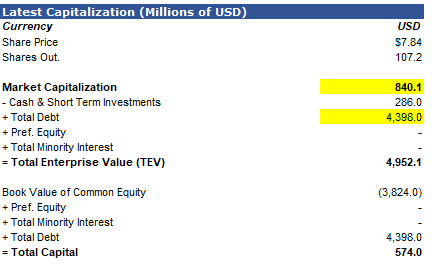 Latest Capitalization (Millions of USD)
Currency USD
Share Price $7.84
Shares Out. 107.2
Market Capitalization 840.1
- Cash & Short Term Investments 286.0
+ Total Debt 4,398.0
+ Pref. Equity -
+ Total Minority Interest -
= Total Enterprise Value (TEV) 4,952.1
Book Value of Common Equity (3,824.0)
+ Pref. Equity -
+ Total Minority Interest -
+ Total Debt 4,398.0
= Total Capital 574.0